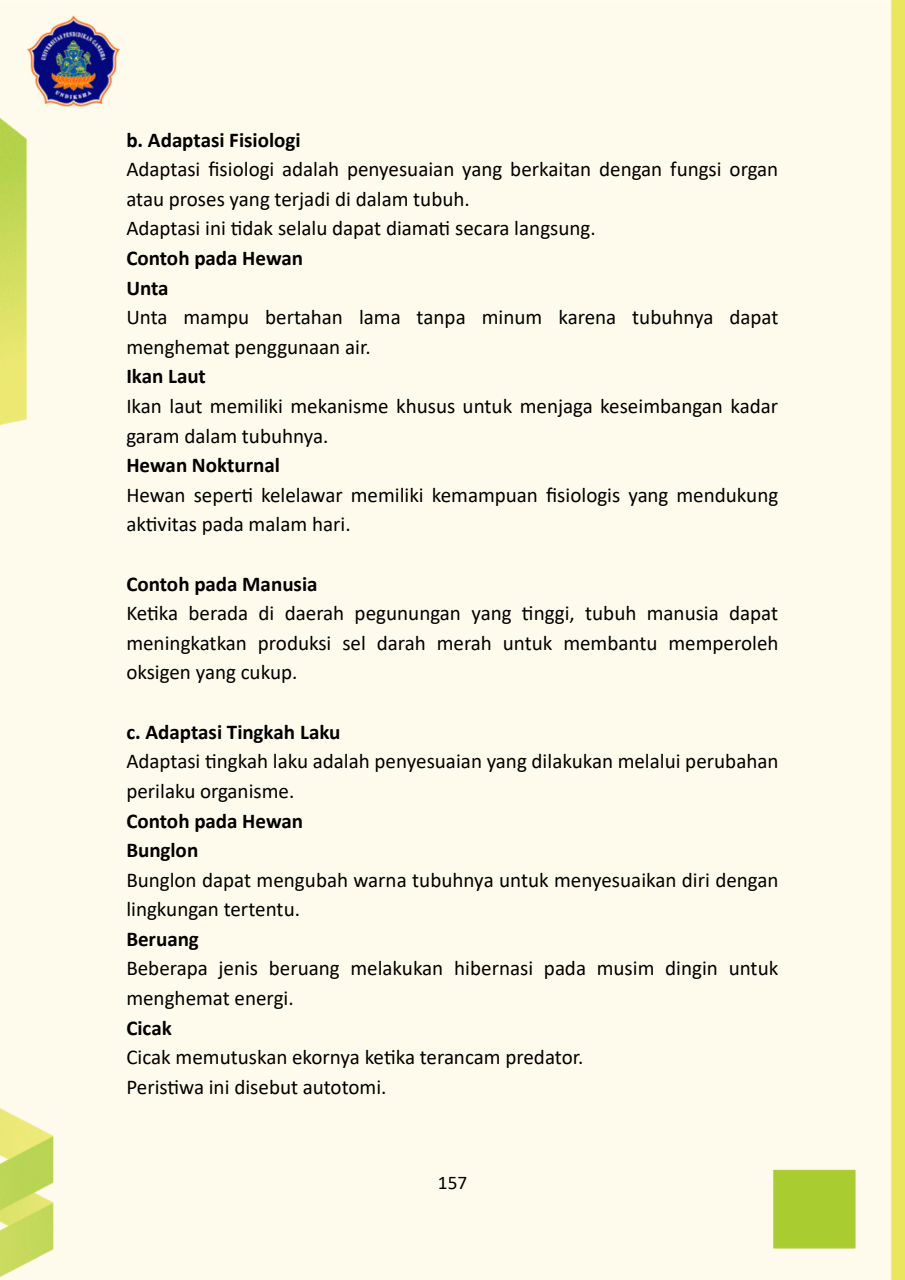 UNIVERSITAS PENDIDIKAN GANESHA
UNDIKSHA
b. Adaptasi Fisiologi
Adaptasi fisiologi adalah penyesuaian yang berkaitan dengan fungsi organ
atau proses yang terjadi di dalam tubuh.
Adaptasi ini tidak selalu dapat diamati secara langsung.
Contoh pada Hewan
Unta
Unta mampu bertahan lama tanpa minum karena tubuhnya dapat
menghemat penggunaan air.
Ikan Laut
Ikan laut memiliki mekanisme khusus untuk menjaga keseimbangan kadar
garam dalam tubuhnya.
Hewan Nokturnal
Hewan seperti kelelawar memiliki kemampuan fisiologis yang mendukung
aktivitas pada malam hari.
Contoh pada Manusia
Ketika berada di daerah pegunungan yang tinggi, tubuh manusia dapat
meningkatkan produksi sel darah merah untuk membantu memperoleh
oksigen yang cukup.
c. Adaptasi Tingkah Laku
Adaptasi tingkah laku adalah penyesuaian yang dilakukan melalui perubahan
perilaku organisme.
Contoh pada Hewan
Bunglon
Bunglon dapat mengubah warna tubuhnya untuk menyesuaikan diri dengan
lingkungan tertentu.
Beruang
Beberapa jenis beruang melakukan hibernasi pada musim dingin untuk
menghemat energi.
Cicak
Cicak memutuskan ekornya ketika terancam predator.
Peristiwa ini disebut autotomi.
157